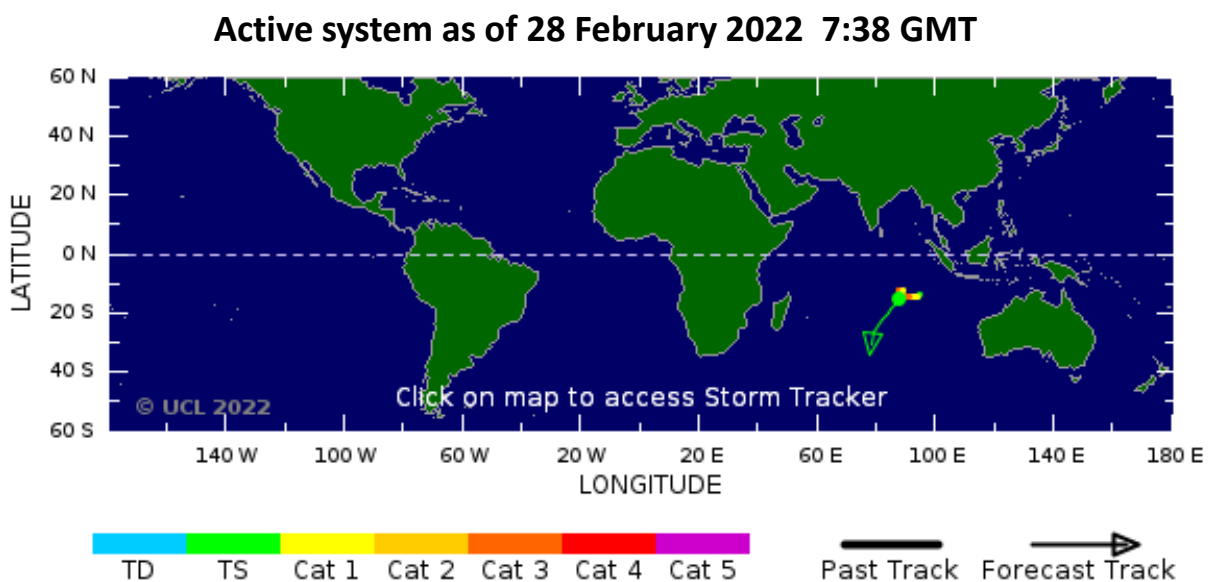 Active system as of 28 February 2022 7:38 GMT
60 N
40 N
20 N
0 N
20 S
40 S
60 S
LATITUDE
Click on map to access Storm Tracker
© UCL 2022
140 W 100 W 60 W 20 W 20 E 60 E 100 E 140 E 180 E
LONGITUDE
TD TS Cat 1 Cat 2 Cat 3 Cat 4 Cat 5 Past Track Forecast Track